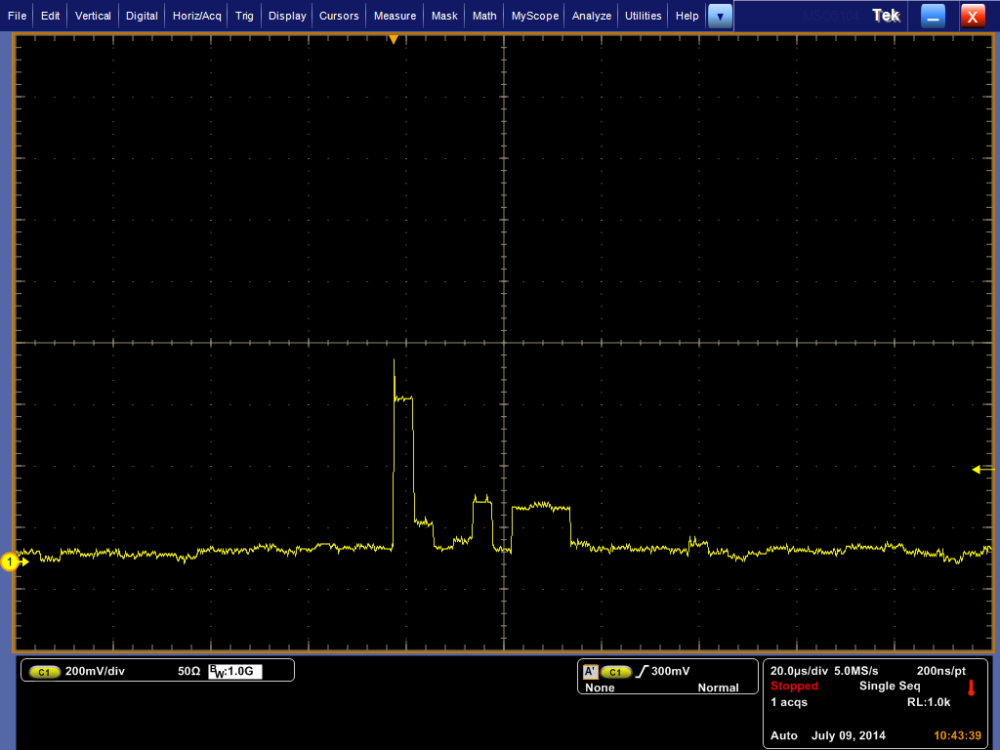 File Edit Vertical Digital Horiz/Acq Trig Display Cursors Measure Mask Math MyScope Analyze Utilities Help Tek X
1
C1 200mV/div 50Ω BW:1.0G
A' C1 300mV
None Normal
20.0µs/div 5.0MS/s 200ns/pt
Stopped Single Seq
1 acqs RL:1.0k
Auto July 09, 2014 10:43:39